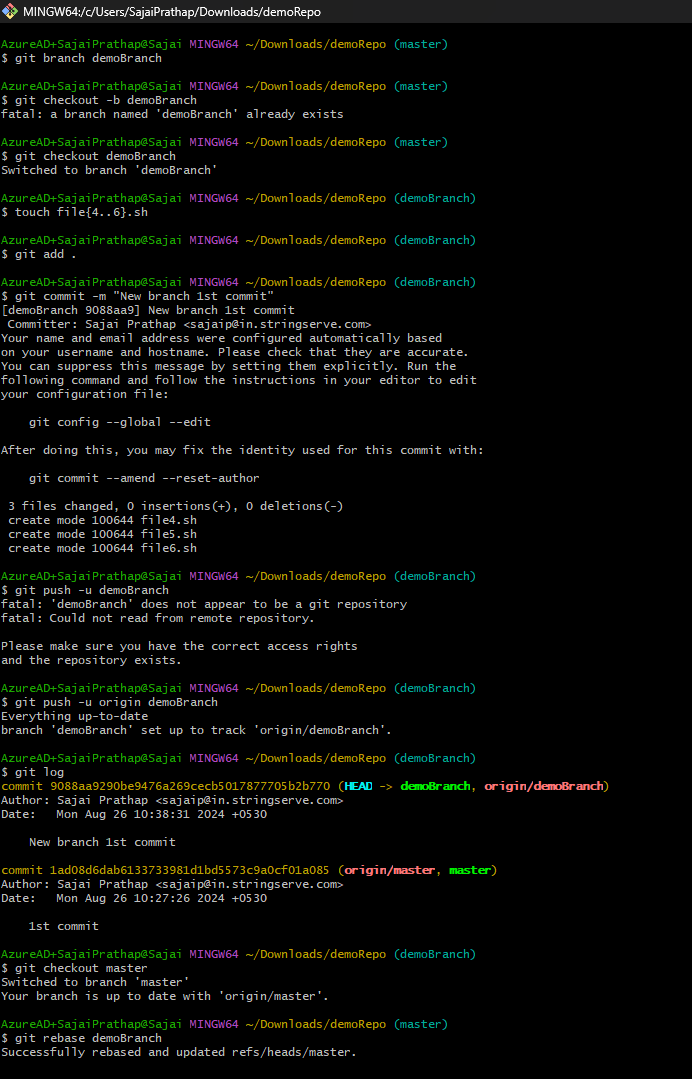 MINGW64:/c/Users/SajaiPrathap/Downloads/demoRepo
AzureAD+SajaiPrathap@Sajai MINGW64 ~/Downloads/demoRepo (master)
$ git branch demoBranch
AzureAD+SajaiPrathap@Sajai MINGW64 ~/Downloads/demoRepo (master)
$ git checkout -b demoBranch
fatal: a branch named 'demoBranch' already exists
AzureAD+SajaiPrathap@Sajai MINGW64 ~/Downloads/demoRepo (master)
$ git checkout demoBranch
Switched to branch 'demoBranch'
AzureAD+SajaiPrathap@Sajai MINGW64 ~/Downloads/demoRepo (demoBranch)
$ touch file{4..6}.sh
AzureAD+SajaiPrathap@Sajai MINGW64 ~/Downloads/demoRepo (demoBranch)
$ git add .
AzureAD+SajaiPrathap@Sajai MINGW64 ~/Downloads/demoRepo (demoBranch)
$ git commit -m "New branch 1st commit"
[demoBranch 9088aa9] New branch 1st commit
Committer: Sajai Prathap <sajaip@in.stringserve.com>
Your name and email address were configured automatically based
on your username and hostname. Please check that they are accurate.
You can suppress this message by setting them explicitly. Run the
following command and follow the instructions in your editor to edit
your configuration file:
git config --global --edit
After doing this, you may fix the identity used for this commit with:
git commit --amend --reset-author
3 files changed, 0 insertions(+), 0 deletions(-)
create mode 100644 file4.sh
create mode 100644 file5.sh
create mode 100644 file6.sh
AzureAD+SajaiPrathap@Sajai MINGW64 ~/Downloads/demoRepo (demoBranch)
$ git push -u demoBranch
fatal: 'demoBranch' does not appear to be a git repository
fatal: Could not read from remote repository.
Please make sure you have the correct access rights
and the repository exists.
AzureAD+SajaiPrathap@Sajai MINGW64 ~/Downloads/demoRepo (demoBranch)
$ git push -u origin demoBranch
Everything up-to-date
branch 'demoBranch' set up to track 'origin/demoBranch'.
AzureAD+SajaiPrathap@Sajai MINGW64 ~/Downloads/demoRepo (demoBranch)
$ git log
commit 9088aa9290be9476a269cecb5017877705b2b770 (HEAD -> demoBranch, origin/demoBranch)
Author: Sajai Prathap <sajaip@in.stringserve.com>
Date:   Mon Aug 26 10:38:31 2024 +0530
New branch 1st commit
commit 1ad08d6dab6133733981d1bd5573c9a0cf01a085 (origin/master, master)
Author: Sajai Prathap <sajaip@in.stringserve.com>
Date:   Mon Aug 26 10:27:26 2024 +0530
1st commit
AzureAD+SajaiPrathap@Sajai MINGW64 ~/Downloads/demoRepo (demoBranch)
$ git checkout master
Switched to branch 'master'
Your branch is up to date with 'origin/master'.
AzureAD+SajaiPrathap@Sajai MINGW64 ~/Downloads/demoRepo (master)
$ git rebase demoBranch
Successfully rebased and updated refs/heads/master.